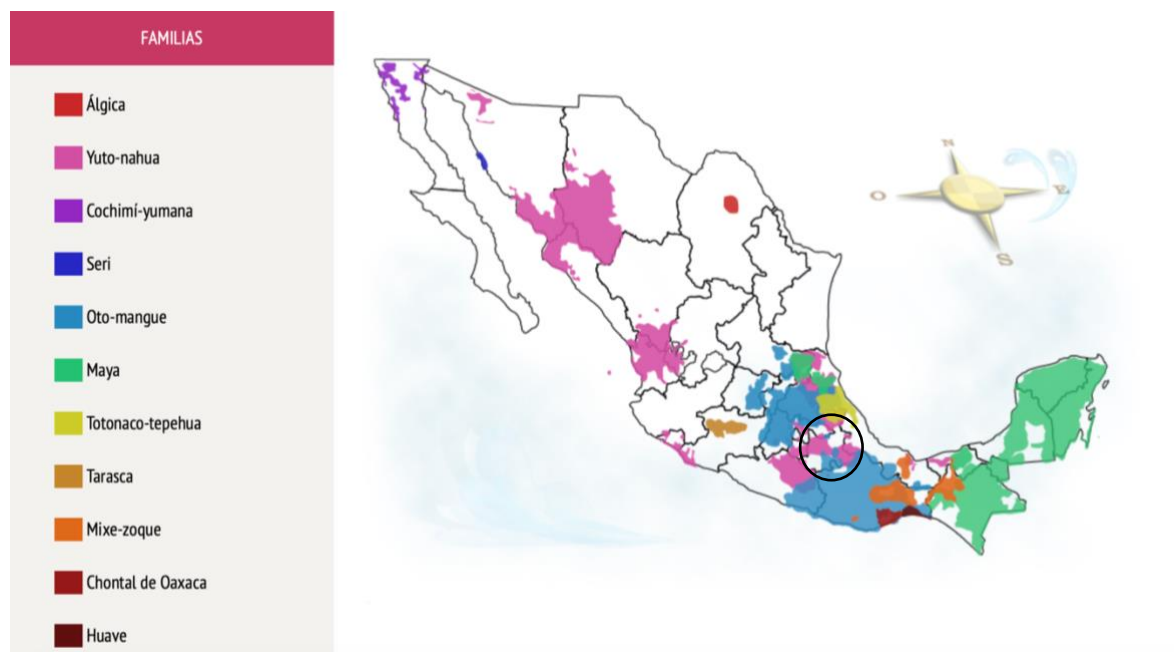 FAMILIAS
Álgica
Yuto-nahua
Cochimí-yumana
Seri
Oto-mangue
Maya
Totonaco-tepehua
Tarasca
Mixe-zoque
Chontal de Oaxaca
Huave
N
O
E
S